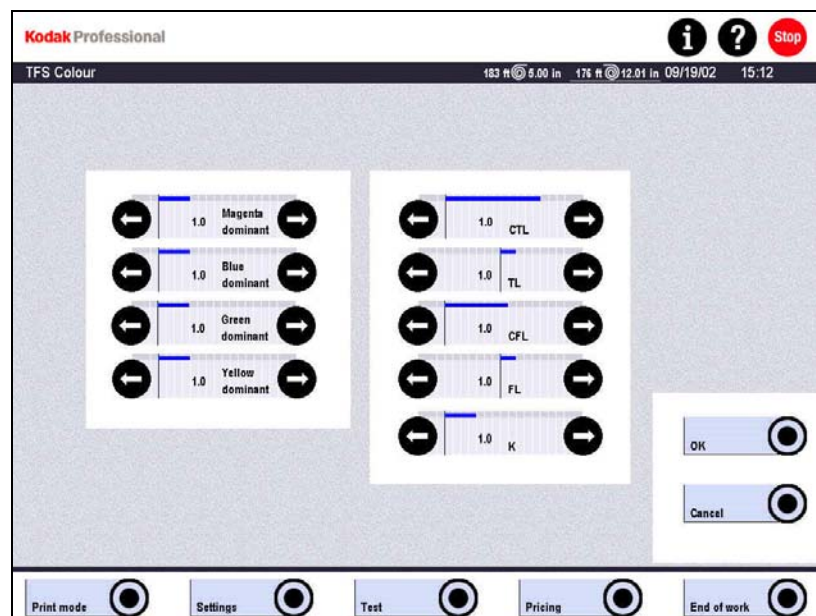 Kodak Professional
i ? Stop
TFS Colour 183 ft 5.00 in 176 ft 12.01 in 09/19/02 15:12
1.0 Magenta dominant
1.0 Blue dominant
1.0 Green dominant
1.0 Yellow dominant
1.0 CTL
1.0 TL
1.0 CFL
1.0 FL
1.0 K
OK
Cancel
Print mode Settings Test Pricing End of work